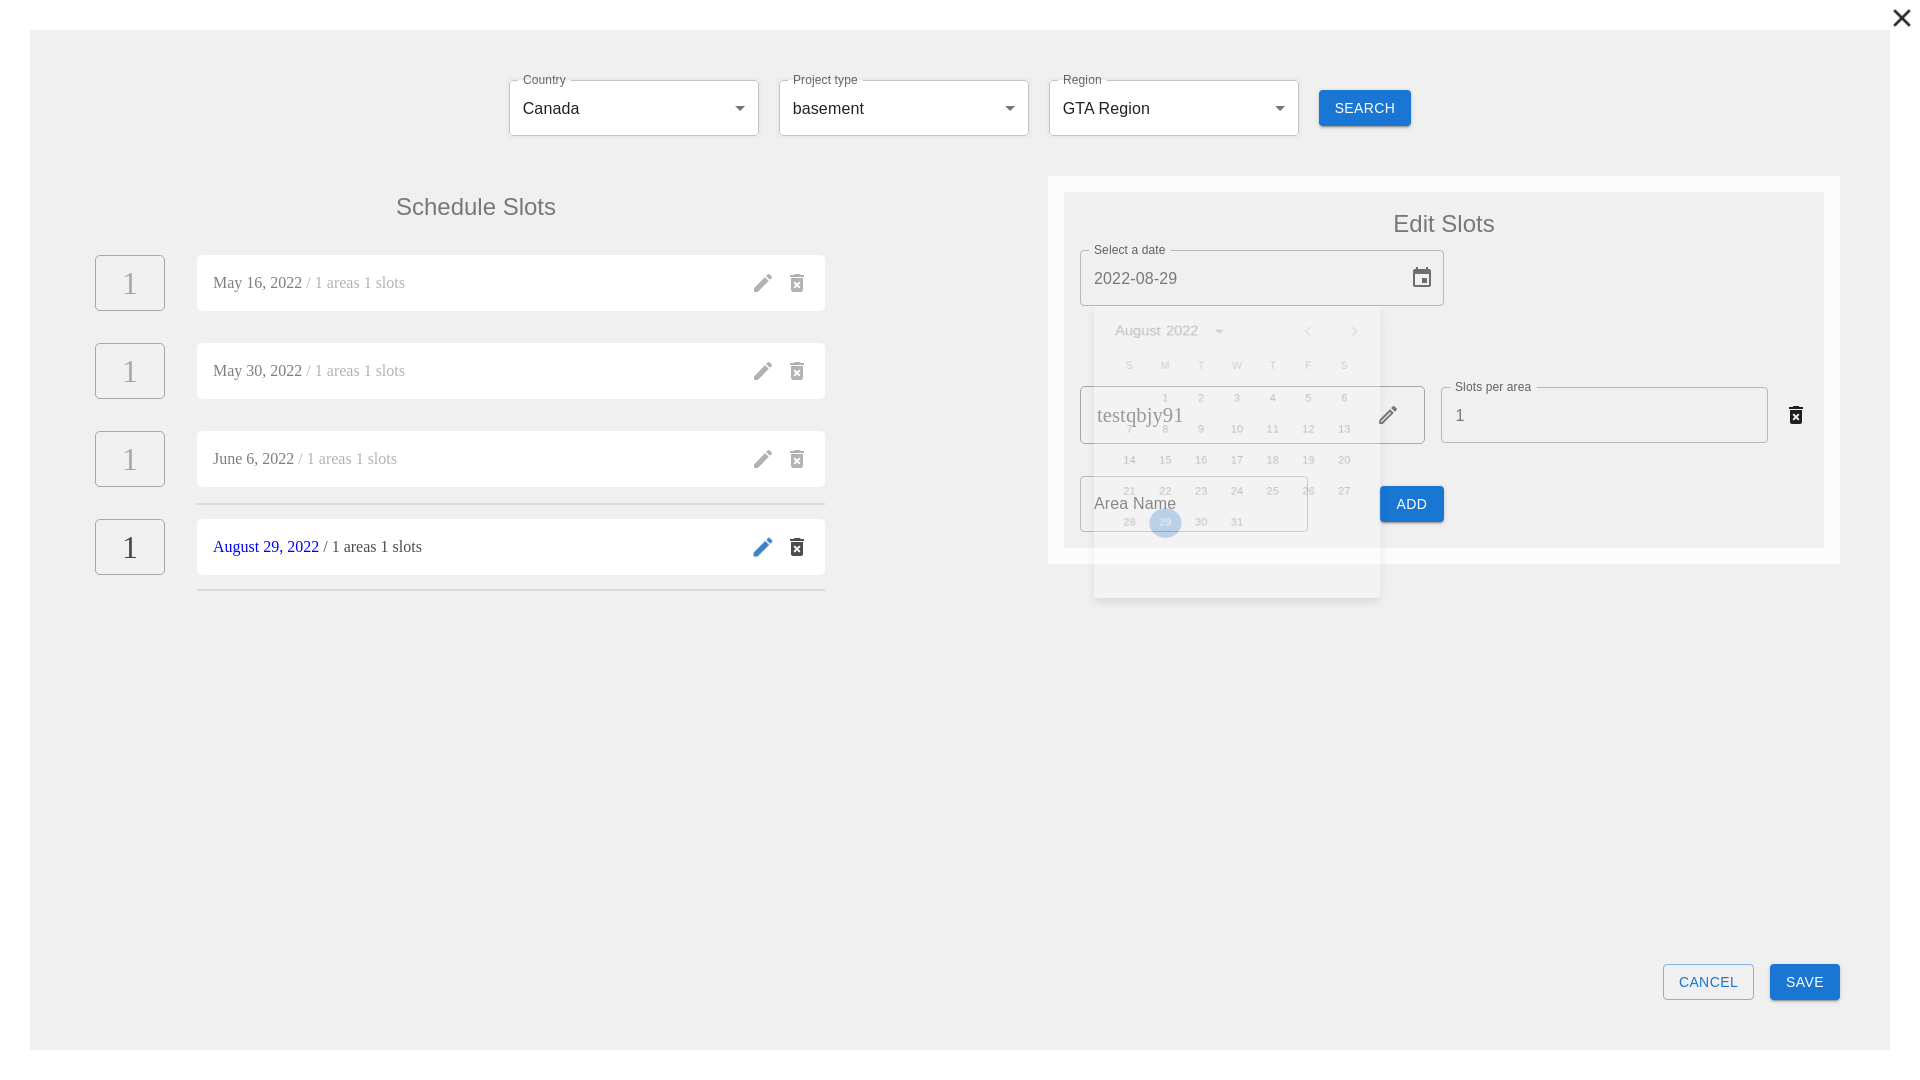 Country
Canada
Project type
basement
Region
GTA Region
SEARCH
Schedule Slots
1
May 16, 2022 / 1 areas 1 slots
1
May 30, 2022 / 1 areas 1 slots
1
June 6, 2022 / 1 areas 1 slots
1
August 29, 2022 / 1 areas 1 slots
Edit Slots
Select a date
2022-08-29
August 2022
S M T W T F S
1 2 3 4 5 6
7 8 9 10 11 12 13
14 15 16 17 18 19 20
21 22 23 24 25 26 27
28 29 30 31
testqbjy91
Slots per area
1
Area Name
ADD
CANCEL
SAVE